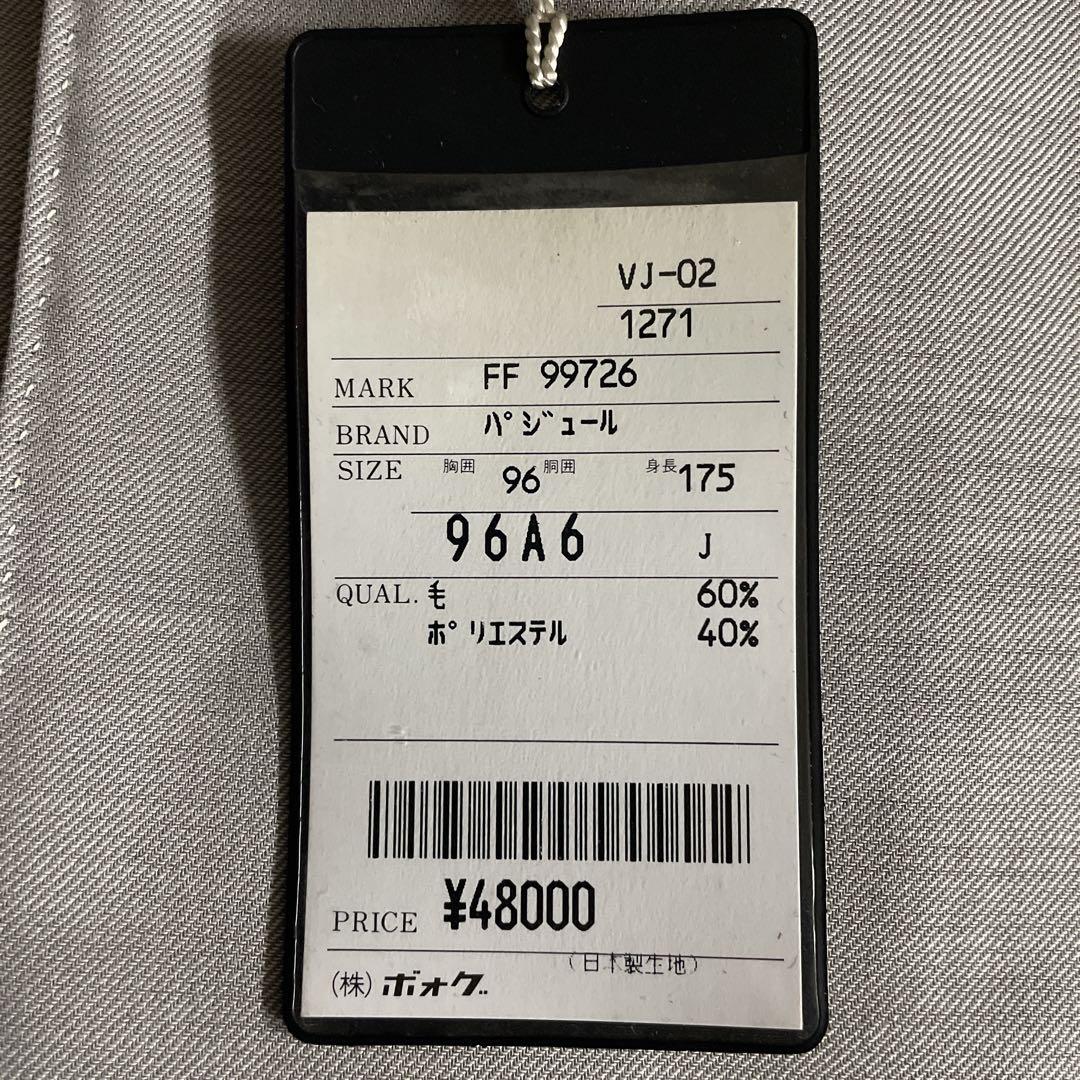 VJ-02
1271
MARK FF 99726
BRAND パジュール
SIZE 胸囲 96 胴囲 身長 175
96A6 J
QUAL. 毛 60%
ポリエステル 40%
PRICE ¥48000
(日本製生地)
(株)ボォグ